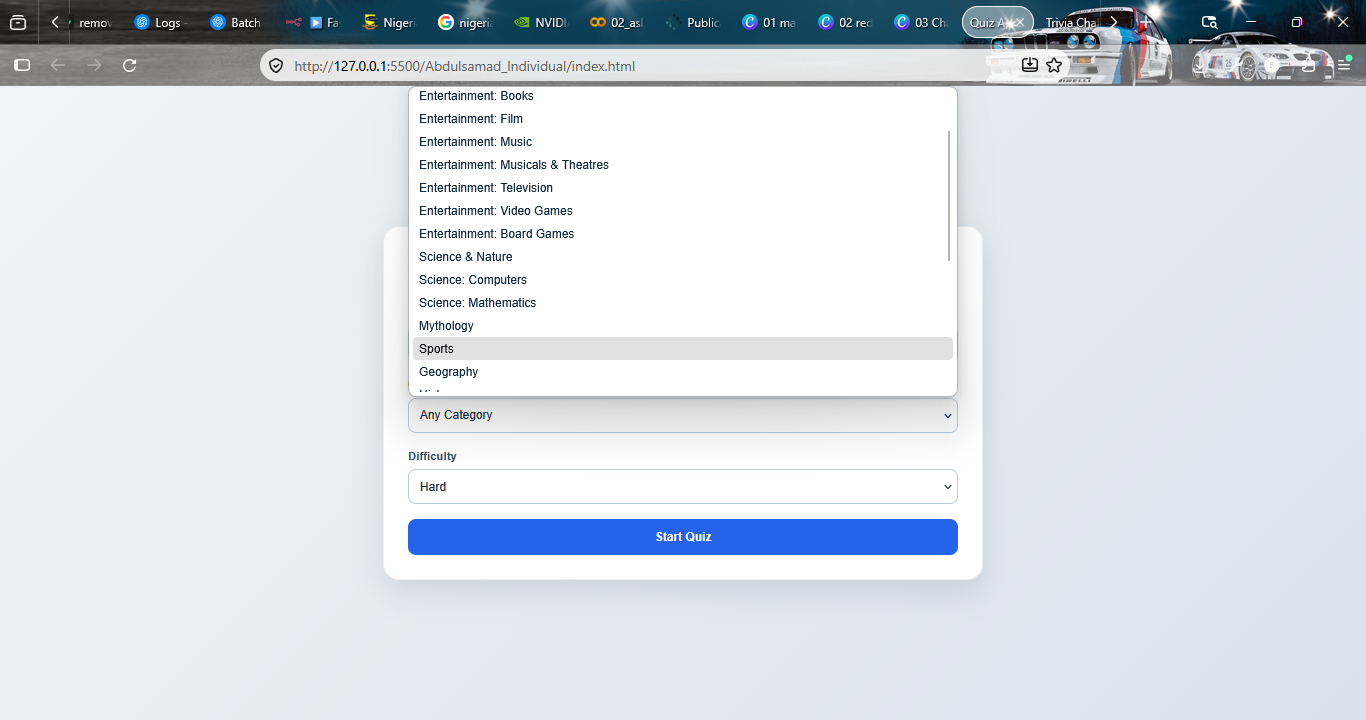 remov
Logs -
Batch
Fa
Nigeri
nigeria
NVIDI
02_asl
Public
01 ma
02 red
03 Ch
Quiz A
Trivia Cha
http://127.0.0.1:5500/Abdulsamad_Individual/index.html
Entertainment: Books
Entertainment: Film
Entertainment: Music
Entertainment: Musicals & Theatres
Entertainment: Television
Entertainment: Video Games
Entertainment: Board Games
Science & Nature
Science: Computers
Science: Mathematics
Mythology
Sports
Geography
Any Category
Difficulty
Hard
Start Quiz